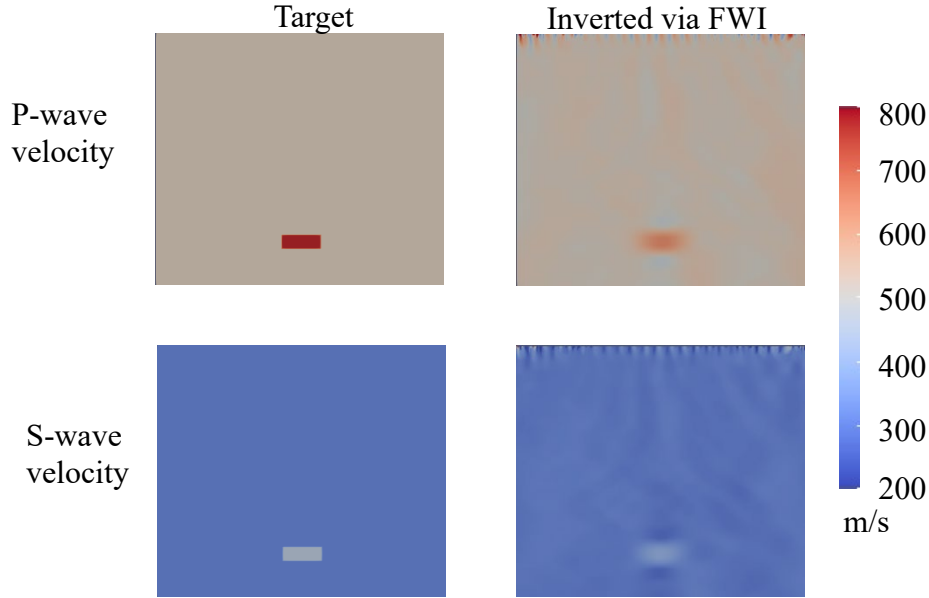 Target
Inverted via FWI
P-wave
velocity
800
700
600
500
400
300
200
m/s
S-wave
velocity